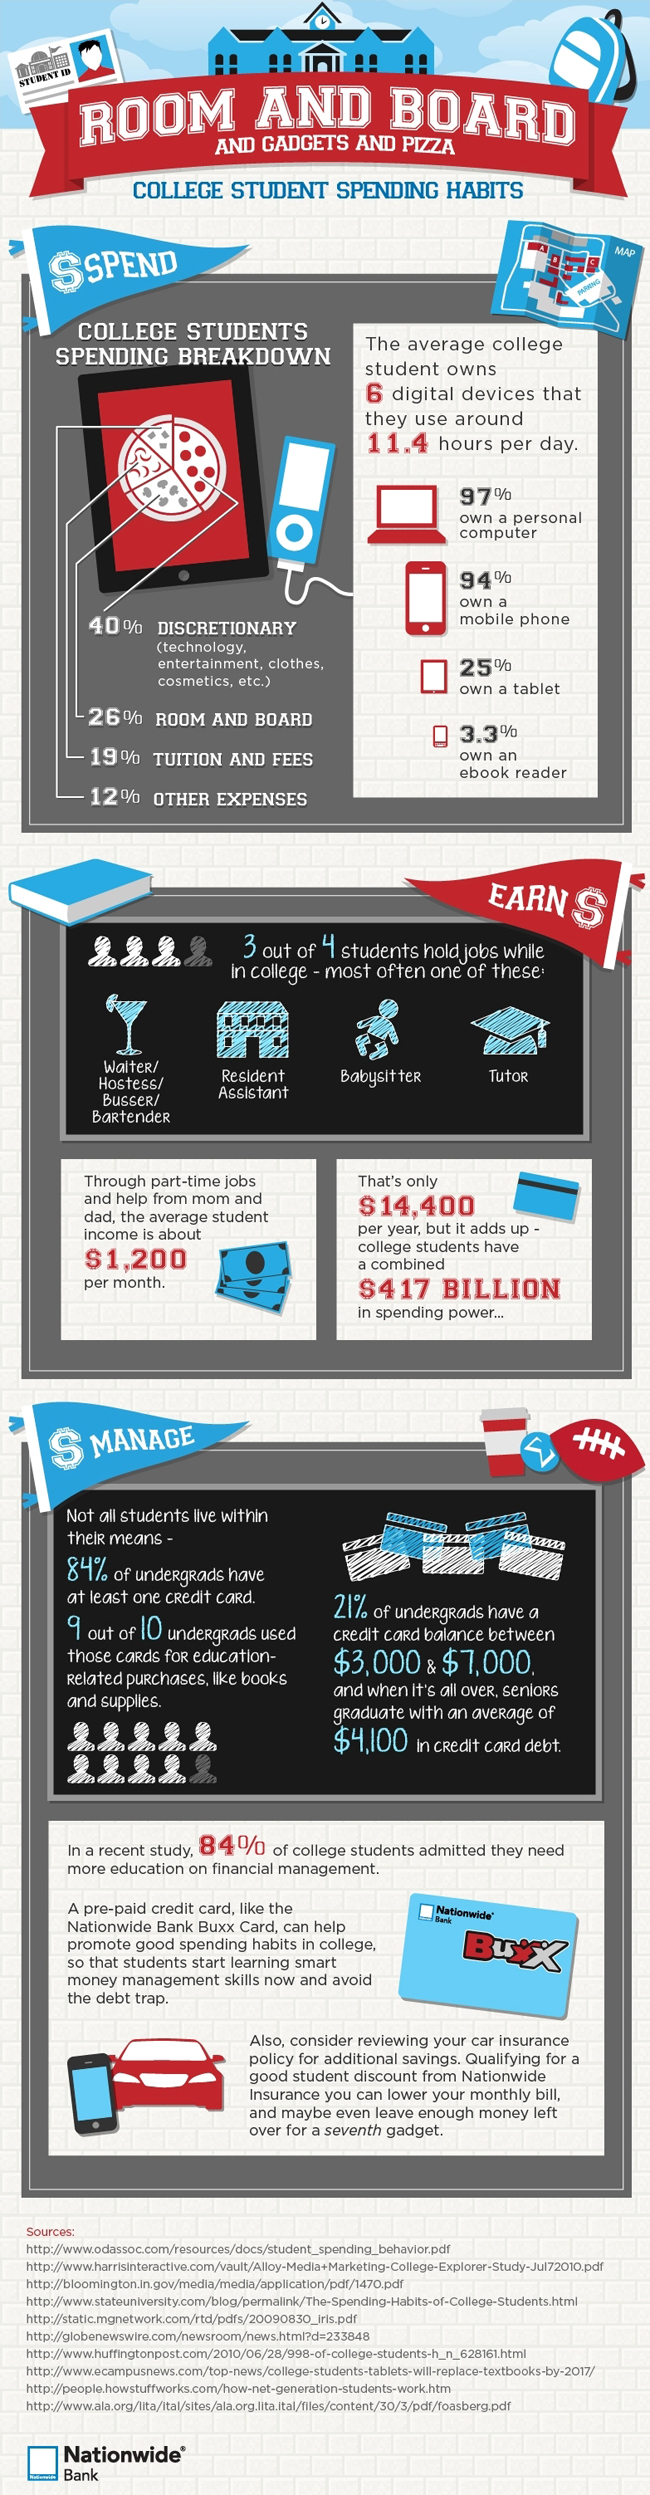 STUDENT ID
ROOM AND BOARD
AND GADGETS AND PIZZA
COLLEGE STUDENT SPENDING HABITS
$ SPEND
MAP
A
B
C
PARKING
COLLEGE STUDENTS
SPENDING BREAKDOWN
40% DISCRETIONARY
(technology,
entertainment, clothes,
cosmetics, etc.)
26% ROOM AND BOARD
19% TUITION AND FEES
12% OTHER EXPENSES
The average college
student owns
6 digital devices that
they use around
11.4 hours per day.
97%
own a personal
computer
94%
own a
mobile phone
25%
own a tablet
3.3%
own an
ebook reader
EARN $
3 out of 4 students hold jobs while
in college - most often one of these:
Waiter/
Hostess/
Busser/
Bartender
Resident
Assistant
Babysitter
Tutor
Through part-time jobs
and help from mom and
dad, the average student
income is about
$1,200
per month.
That's only
$14,400
per year, but it adds up -
college students have
a combined
$417 BILLION
in spending power...
$ MANAGE
Σ
Not all students live within
their means -
84% of undergrads have
at least one credit card.
9 out of 10 undergrads used
those cards for education-
related purchases, like books
and supplies.
21% of undergrads have a
credit card balance between
$3,000 & $7,000,
and when it's all over, seniors
graduate with an average of
$4,100 in credit card debt.
In a recent study, 84% of college students admitted they need
more education on financial management.
A pre-paid credit card, like the
Nationwide Bank Buxx Card, can help
promote good spending habits in college,
so that students start learning smart
money management skills now and avoid
the debt trap.
Nationwide®
Bank
Buxx
Also, consider reviewing your car insurance
policy for additional savings. Qualifying for a
good student discount from Nationwide
Insurance you can lower your monthly bill,
and maybe even leave enough money left
over for a seventh gadget.
Sources:
http://www.odassoc.com/resources/docs/student_spending_behavior.pdf
http://www.harrisinteractive.com/vault/Alloy-Media+Marketing-College-Explorer-Study-Jul72010.pdf
http://bloomington.in.gov/media/media/application/pdf/1470.pdf
http://www.stateuniversity.com/blog/permalink/The-Spending-Habits-of-College-Students.html
http://static.mgnetwork.com/rtd/pdfs/20090830_iris.pdf
http://globenewswire.com/newsroom/news.html?d=233848
http://www.huffingtonpost.com/2010/06/28/998-of-college-students-h_n_628161.html
http://www.ecampusnews.com/top-news/college-students-tablets-will-replace-textbooks-by-2017/
http://people.howstuffworks.com/how-net-generation-students-work.htm
http://www.ala.org/lita/ital/sites/ala.org.lita.ital/files/content/30/3/pdf/foasberg.pdf
Nationwide®
Bank
Nationwide